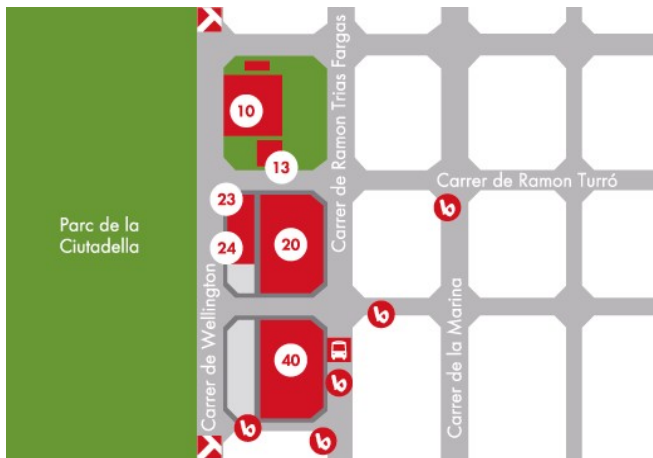 10
13
Carrer de Ramon Trias Fargas
Carrer de Ramon Turró
23
24
20
Parc de la
Ciutadella
Carrer de Wellington
40
Carrer de la Marina